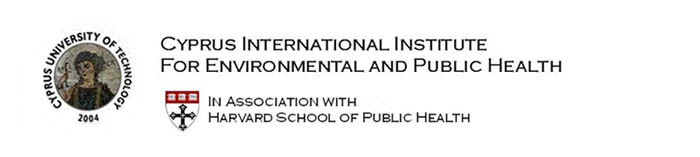 CYPRUS UNIVERSITY OF TECHNOLOGY
2004
CYPRUS INTERNATIONAL INSTITUTE
FOR ENVIRONMENTAL AND PUBLIC HEALTH
IN ASSOCIATION WITH
HARVARD SCHOOL OF PUBLIC HEALTH